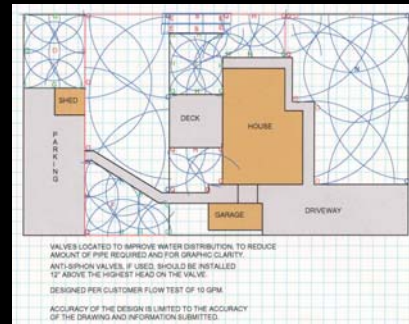 SHED
PARKING
DECK
HOUSE
GARAGE
DRIVEWAY
VALVES LOCATED TO IMPROVE WATER DISTRIBUTION, TO REDUCE
AMOUNT OF PIPE REQUIRED AND FOR GRAPHIC CLARITY.
ANTI-SIPHON VALVES, IF USED, SHOULD BE INSTALLED
12" ABOVE THE HIGHEST HEAD ON THE VALVE.
DESIGNED PER CUSTOMER FLOW TEST OF 10 GPM.
ACCURACY OF THE DESIGN IS LIMITED TO THE ACCURACY
OF THE DRAWING AND INFORMATION SUBMITTED.